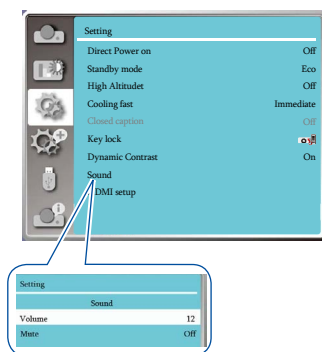 Setting
Direct Power on Off
Standby mode Eco
High Altitudet Off
Cooling fast Immediate
Closed caption Off
Key lock
Dynamic Contrast On
Sound
DMI setup
Setting
Sound
Volume 12
Mute Off